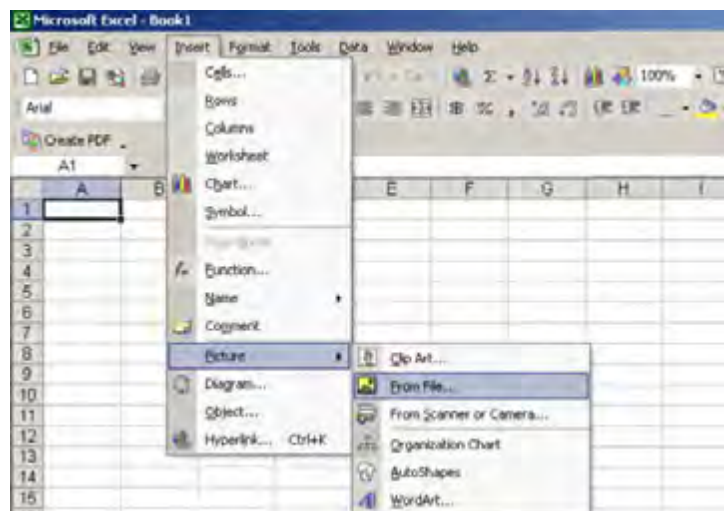 Microsoft Excel - Book1
File Edit View Insert Format Tools Data Window Help
100%
Arial
Create PDF
A1
A B E F G H I
1
2
3
4
5
6
7
8
9
10
11
12
13
14
15
Cells...
Rows
Columns
Worksheet
Chart...
Symbol...
Function...
Name
Comment
Picture
Diagram...
Object...
Hyperlink... Ctrl+K
Clip Art...
From File...
From Scanner or Camera...
Organization Chart
AutoShapes
WordArt...